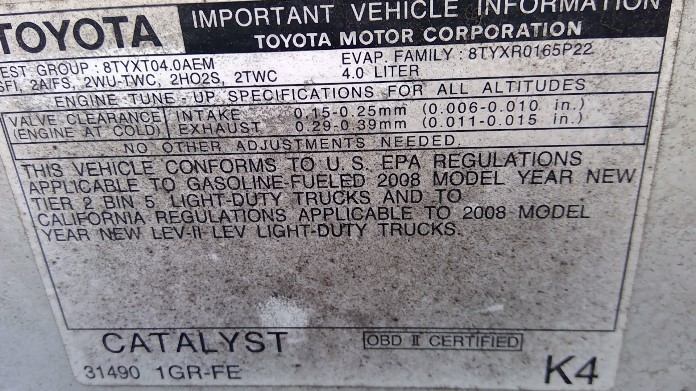 TOYOTA IMPORTANT VEHICLE INFORMATION
TOYOTA MOTOR CORPORATION
EST GROUP : 8TYXT04.0AEM EVAP. FAMILY : 8TYXR0165P22
SFI, 2A/FS, 2WU-TWC, 2HO2S, 2TWC 4.0 LITER
ENGINE TUNE - UP SPECIFICATIONS FOR ALL ALTITUDES
VALVE CLEARANCE INTAKE 0.15-0.25mm (0.006-0.010 in.)
(ENGINE AT COLD) EXHAUST 0.29-0.39mm (0.011-0.015 in.)
NO OTHER ADJUSTMENTS NEEDED.
THIS VEHICLE CONFORMS TO U.S. EPA REGULATIONS
APPLICABLE TO GASOLINE-FUELED 2008 MODEL YEAR NEW
TIER 2 BIN 5 LIGHT-DUTY TRUCKS AND TO
CALIFORNIA REGULATIONS APPLICABLE TO 2008 MODEL
YEAR NEW LEV-II LEV LIGHT-DUTY TRUCKS.
CATALYST OBD II CERTIFIED
31490 1GR-FE K4